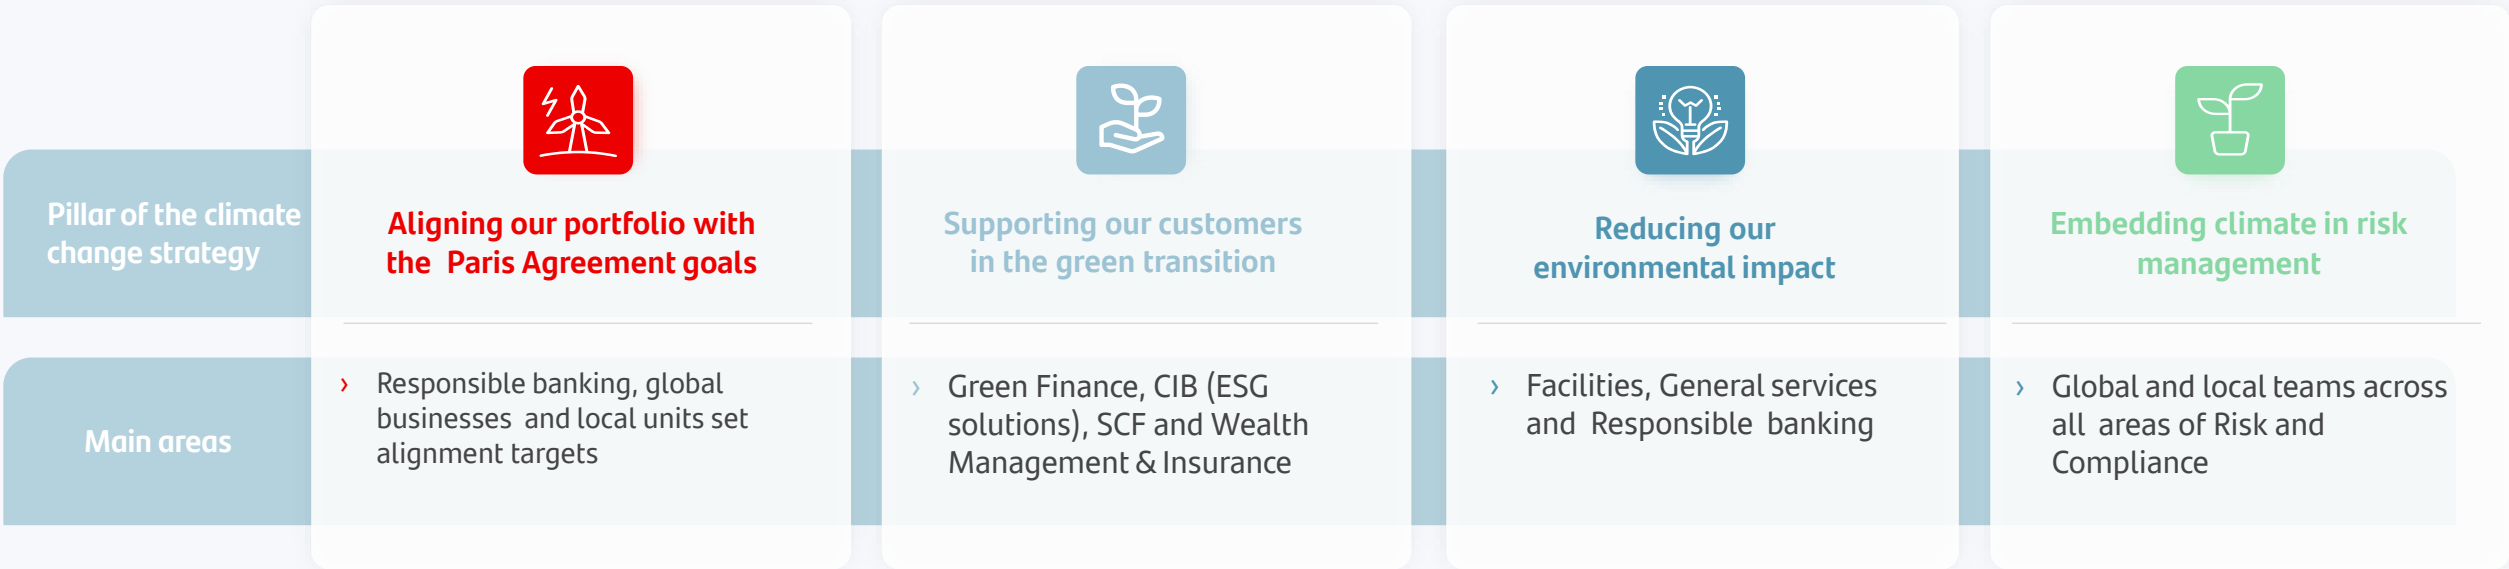 Pillar of the climate
change strategy
Aligning our portfolio with
the Paris Agreement goals
Supporting our customers
in the green transition
Reducing our
environmental impact
Embedding climate in risk
management
Main areas
› Responsible banking, global
businesses and local units set
alignment targets
› Green Finance, CIB (ESG
solutions), SCF and Wealth
Management & Insurance
› Facilities, General services
and Responsible banking
› Global and local teams across
all areas of Risk and
Compliance